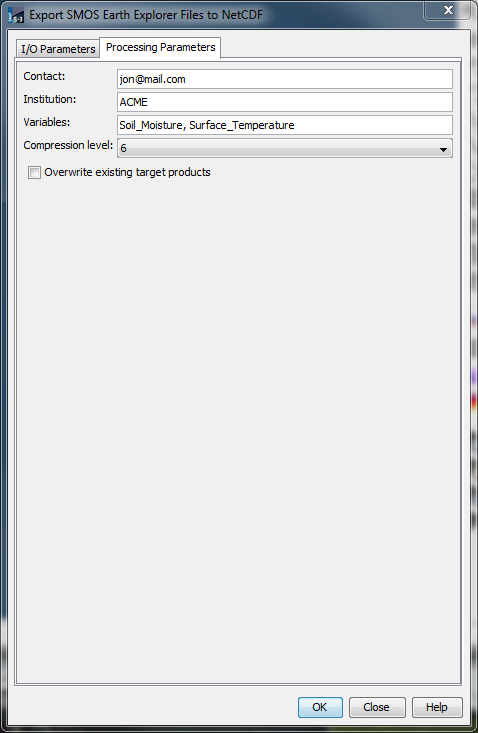 S-3
Export SMOS Earth Explorer Files to NetCDF
I/O Parameters
Processing Parameters
Contact:
jon@mail.com
Institution:
ACME
Variables:
Soil_Moisture, Surface_Temperature
Compression level:
6
Overwrite existing target products
OK
Close
Help